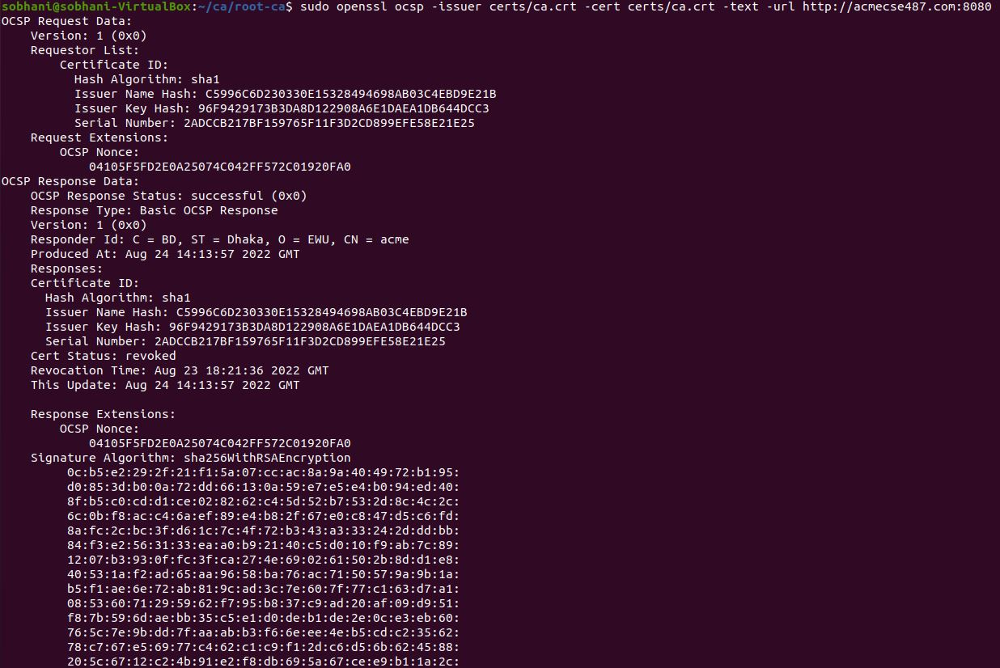 sobhani@sobhani-VirtualBox:~/ca/root-ca$ sudo openssl ocsp -issuer certs/ca.crt -cert certs/ca.crt -text -url http://acmecse487.com:8080
OCSP Request Data:
    Version: 1 (0x0)
    Requestor List:
        Certificate ID:
          Hash Algorithm: sha1
          Issuer Name Hash: C5996C6D230330E15328494698AB03C4EBD9E21B
          Issuer Key Hash: 96F9429173B3DA8D122908A6E1DAEA1DB644DCC3
          Serial Number: 2ADCCB217BF159765F11F3D2CD899EFE58E21E25
    Request Extensions:
        OCSP Nonce:
            04105F5FD2E0A25074C042FF572C01920FA0
OCSP Response Data:
    OCSP Response Status: successful (0x0)
    Response Type: Basic OCSP Response
    Version: 1 (0x0)
    Responder Id: C = BD, ST = Dhaka, O = EWU, CN = acme
    Produced At: Aug 24 14:13:57 2022 GMT
    Responses:
    Certificate ID:
      Hash Algorithm: sha1
      Issuer Name Hash: C5996C6D230330E15328494698AB03C4EBD9E21B
      Issuer Key Hash: 96F9429173B3DA8D122908A6E1DAEA1DB644DCC3
      Serial Number: 2ADCCB217BF159765F11F3D2CD899EFE58E21E25
    Cert Status: revoked
    Revocation Time: Aug 23 18:21:36 2022 GMT
    This Update: Aug 24 14:13:57 2022 GMT

    Response Extensions:
        OCSP Nonce:
            04105F5FD2E0A25074C042FF572C01920FA0
    Signature Algorithm: sha256WithRSAEncryption
         0c:b5:e2:29:2f:21:f1:5a:07:cc:ac:8a:9a:40:49:72:b1:95:
         d0:85:3d:b0:0a:72:dd:66:13:0a:59:e7:e5:e4:b0:94:ed:40:
         8f:b5:c0:cd:d1:ce:02:82:62:c4:5d:52:b7:53:2d:8c:4c:2c:
         6c:0b:f8:ac:c4:6a:ef:89:e4:b8:2f:67:e0:c8:47:d5:c6:fd:
         8a:fc:2c:bc:3f:d6:1c:7c:4f:72:b3:43:a3:33:24:2d:dd:bb:
         84:f3:e2:56:31:33:ea:a0:b9:21:40:c5:d0:10:f9:ab:7c:89:
         12:07:b3:93:0f:fc:3f:ca:27:4e:69:02:61:50:2b:8d:d1:e8:
         40:53:1a:f2:ad:65:aa:96:58:ba:76:ac:71:50:57:9a:9b:1a:
         b5:f1:ae:6e:72:ab:81:9c:ad:3c:7e:60:7f:77:c1:63:d7:a1:
         08:53:60:71:29:59:62:f7:95:b8:37:c9:ad:20:af:09:d9:51:
         f8:7b:59:6d:ae:bb:35:c5:e1:d0:de:b1:de:2e:0c:e3:eb:60:
         76:5c:7e:9b:dd:7f:aa:ab:b3:f6:6e:ee:4e:b5:cd:c2:35:62:
         78:c7:67:e5:69:77:c4:62:c1:c9:f1:2d:c6:d5:6b:62:45:88:
         20:5c:67:12:c2:4b:91:e2:f8:db:69:5a:67:ce:e9:b1:1a:2c: